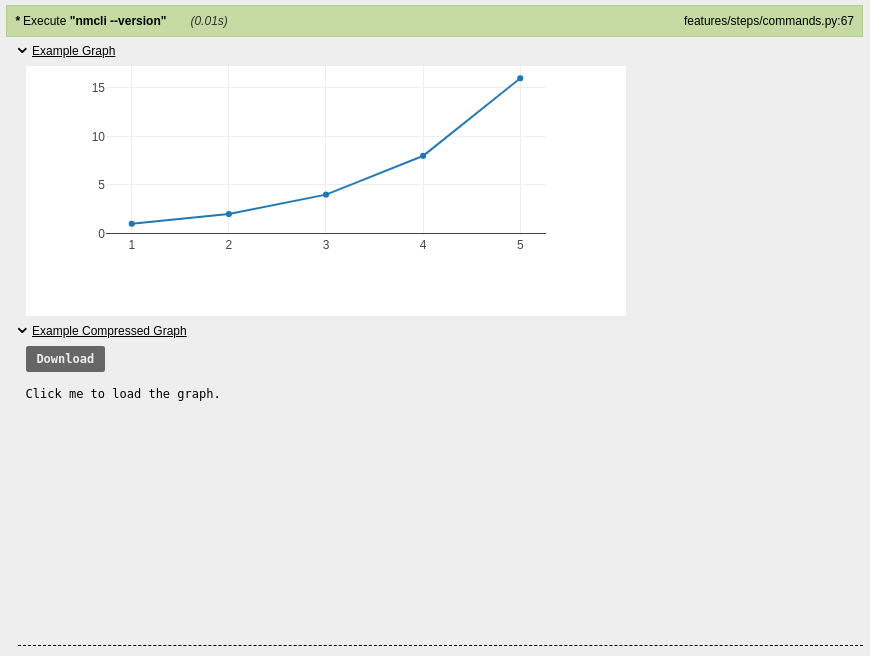 * Execute "nmcli --version" (0.01s) features/steps/commands.py:67
Example Graph
15
10
5
0
1 2 3 4 5
Example Compressed Graph
Download
Click me to load the graph.